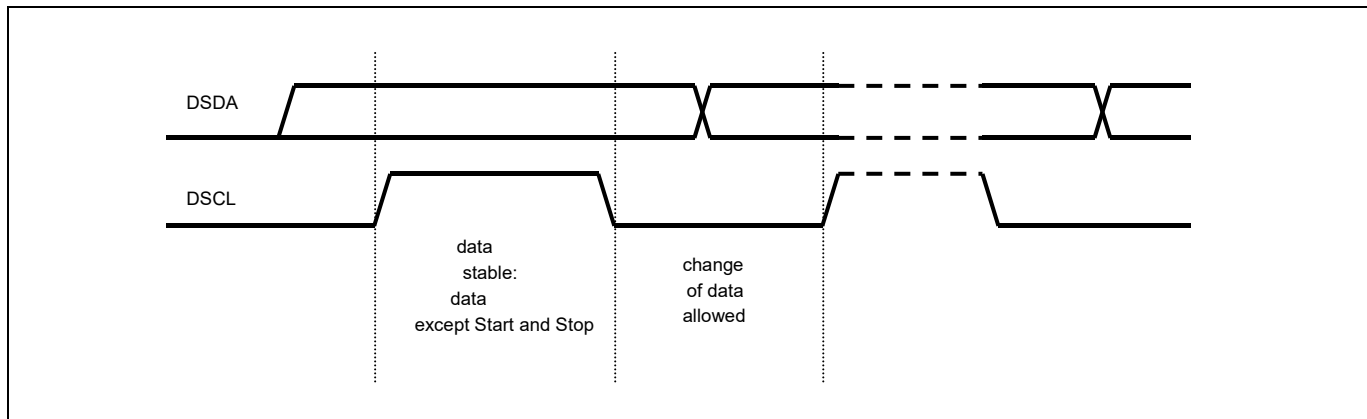 DSDA
DSCL
data
stable:
data
except Start and Stop
change
of data
allowed